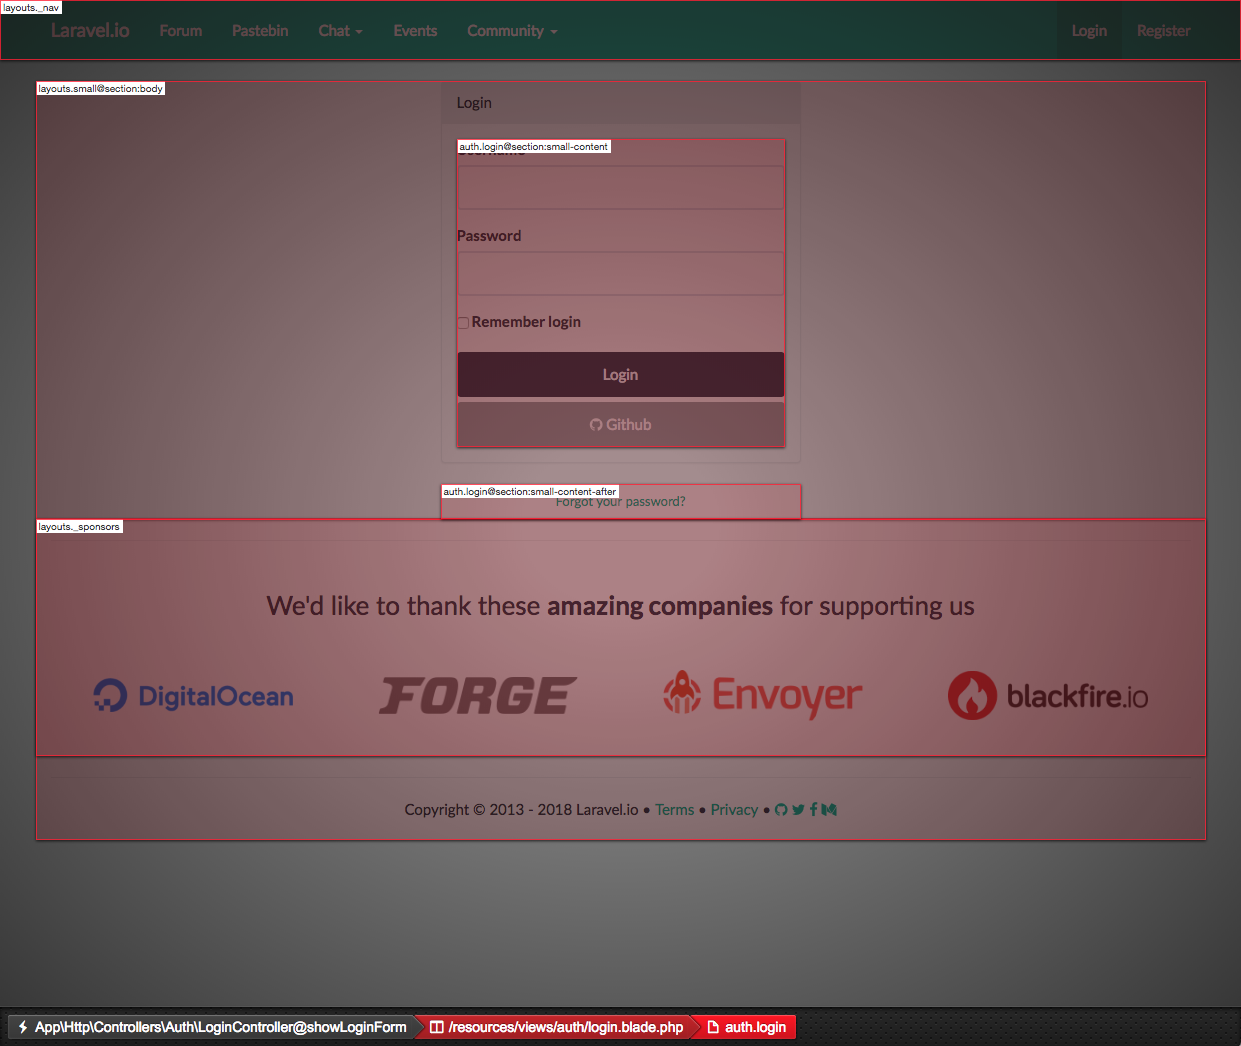 layouts._nav
Laravel.io Forum Pastebin Chat Events Community Login Register
layouts.small@section:body
Login
auth.login@section:small-content
Password
Remember login
Login
Github
auth.login@section:small-content-after
Forgot your password?
layouts._sponsors
We'd like to thank these amazing companies for supporting us
DigitalOcean FORGE Envoyer blackfire.io
Copyright © 2013 - 2018 Laravel.io • Terms • Privacy •
App\Http\Controllers\Auth\LoginController@showLoginForm /resources/views/auth/login.blade.php auth.login